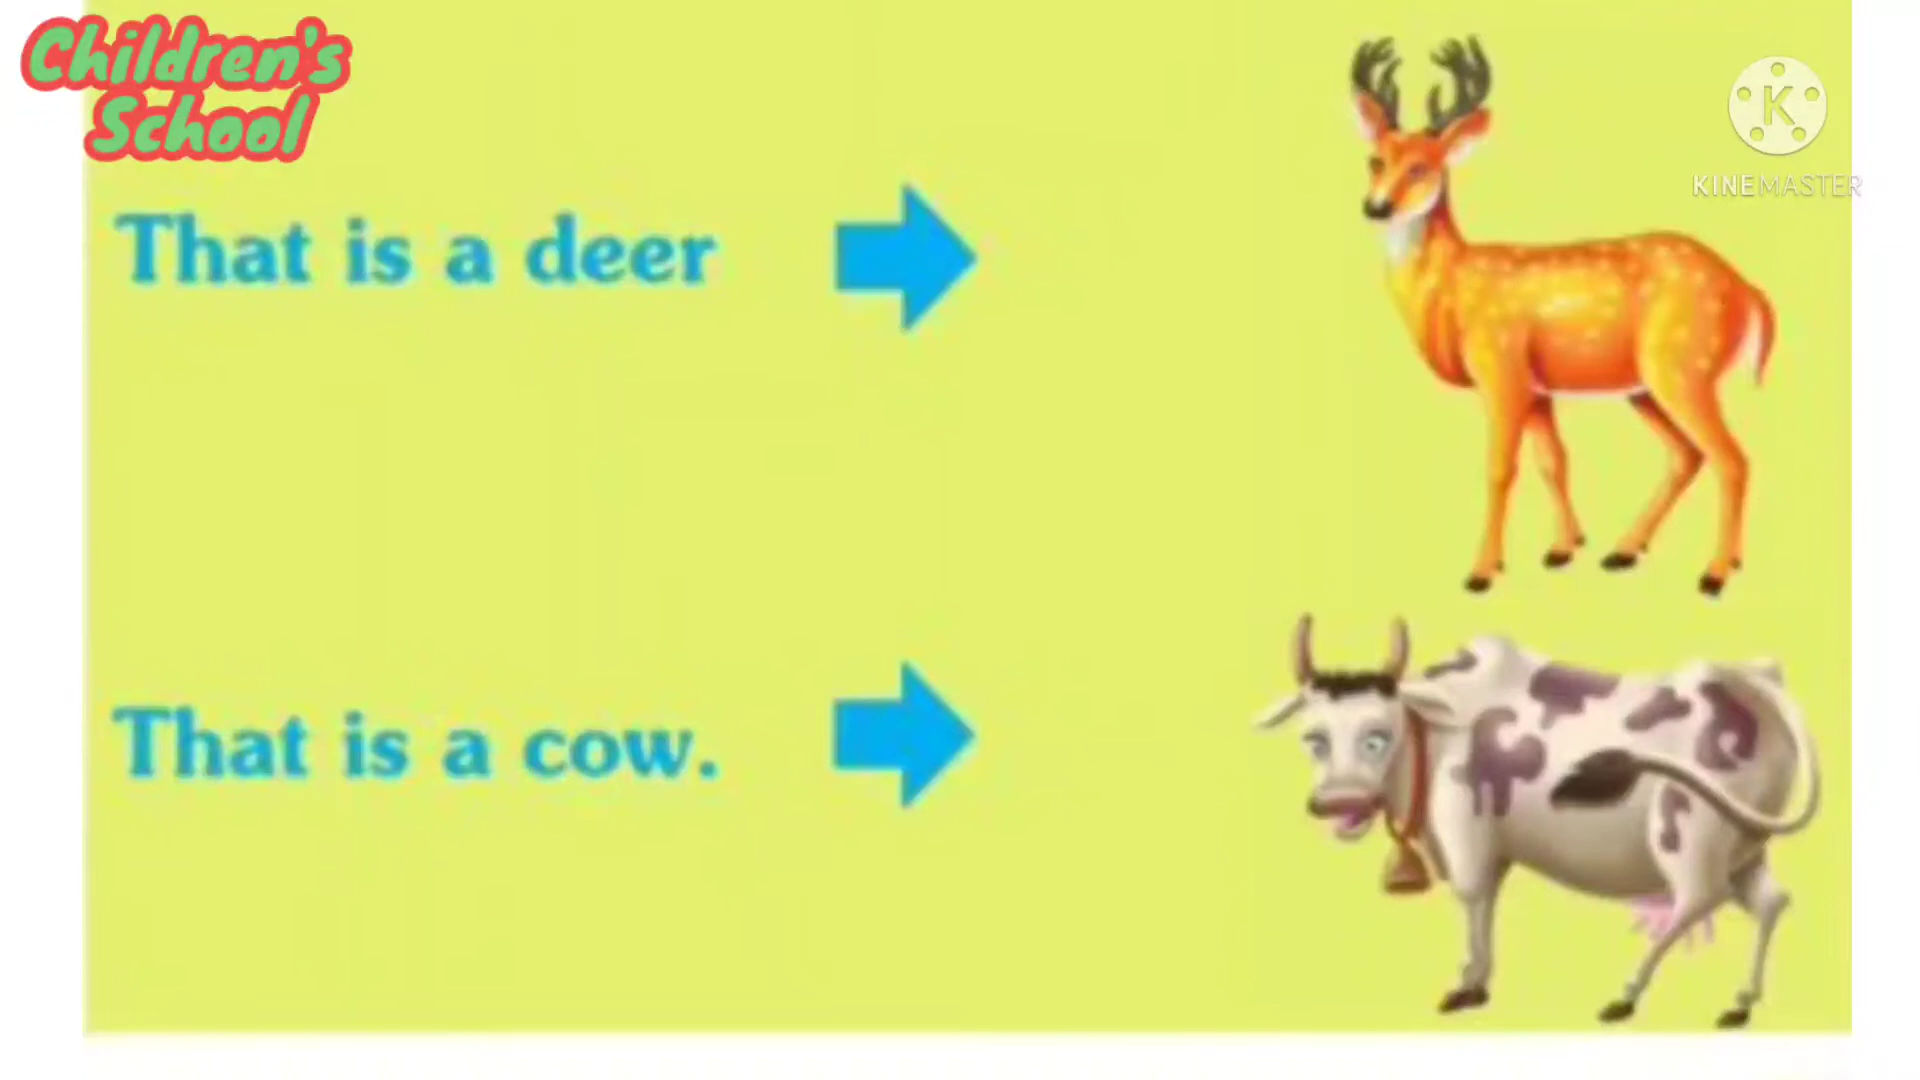 Children's
School
K
KINEMASTER
That is a deer
That is a cow.